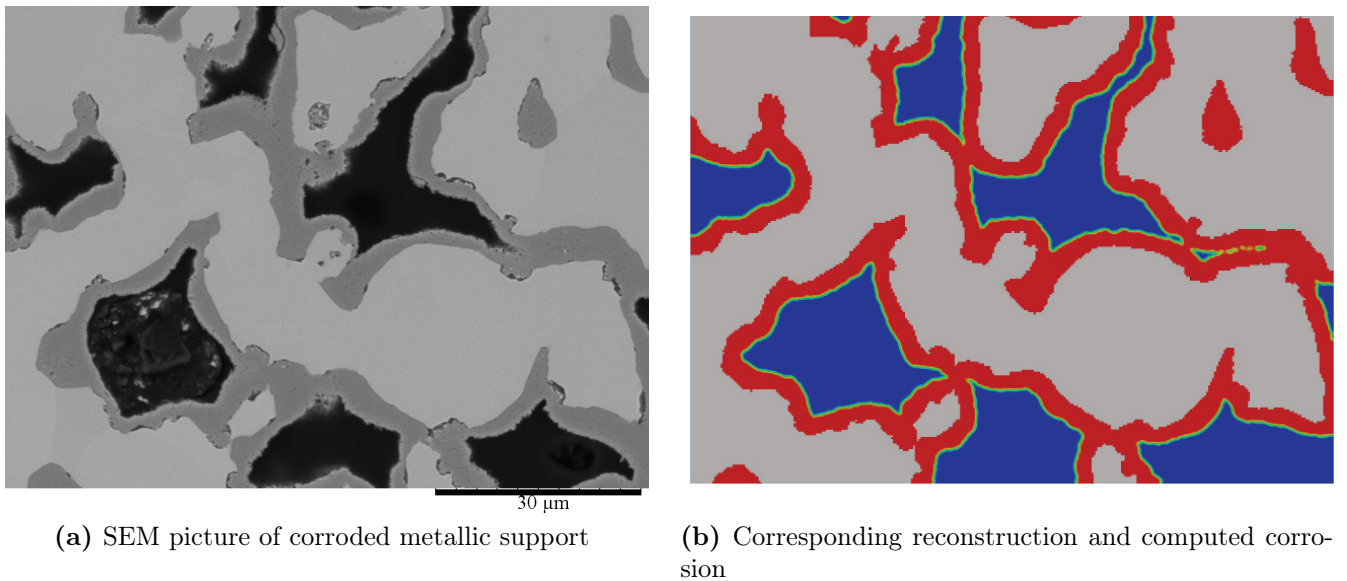 30 μm
(a) SEM picture of corroded metallic support
(b) Corresponding reconstruction and computed corro-
sion